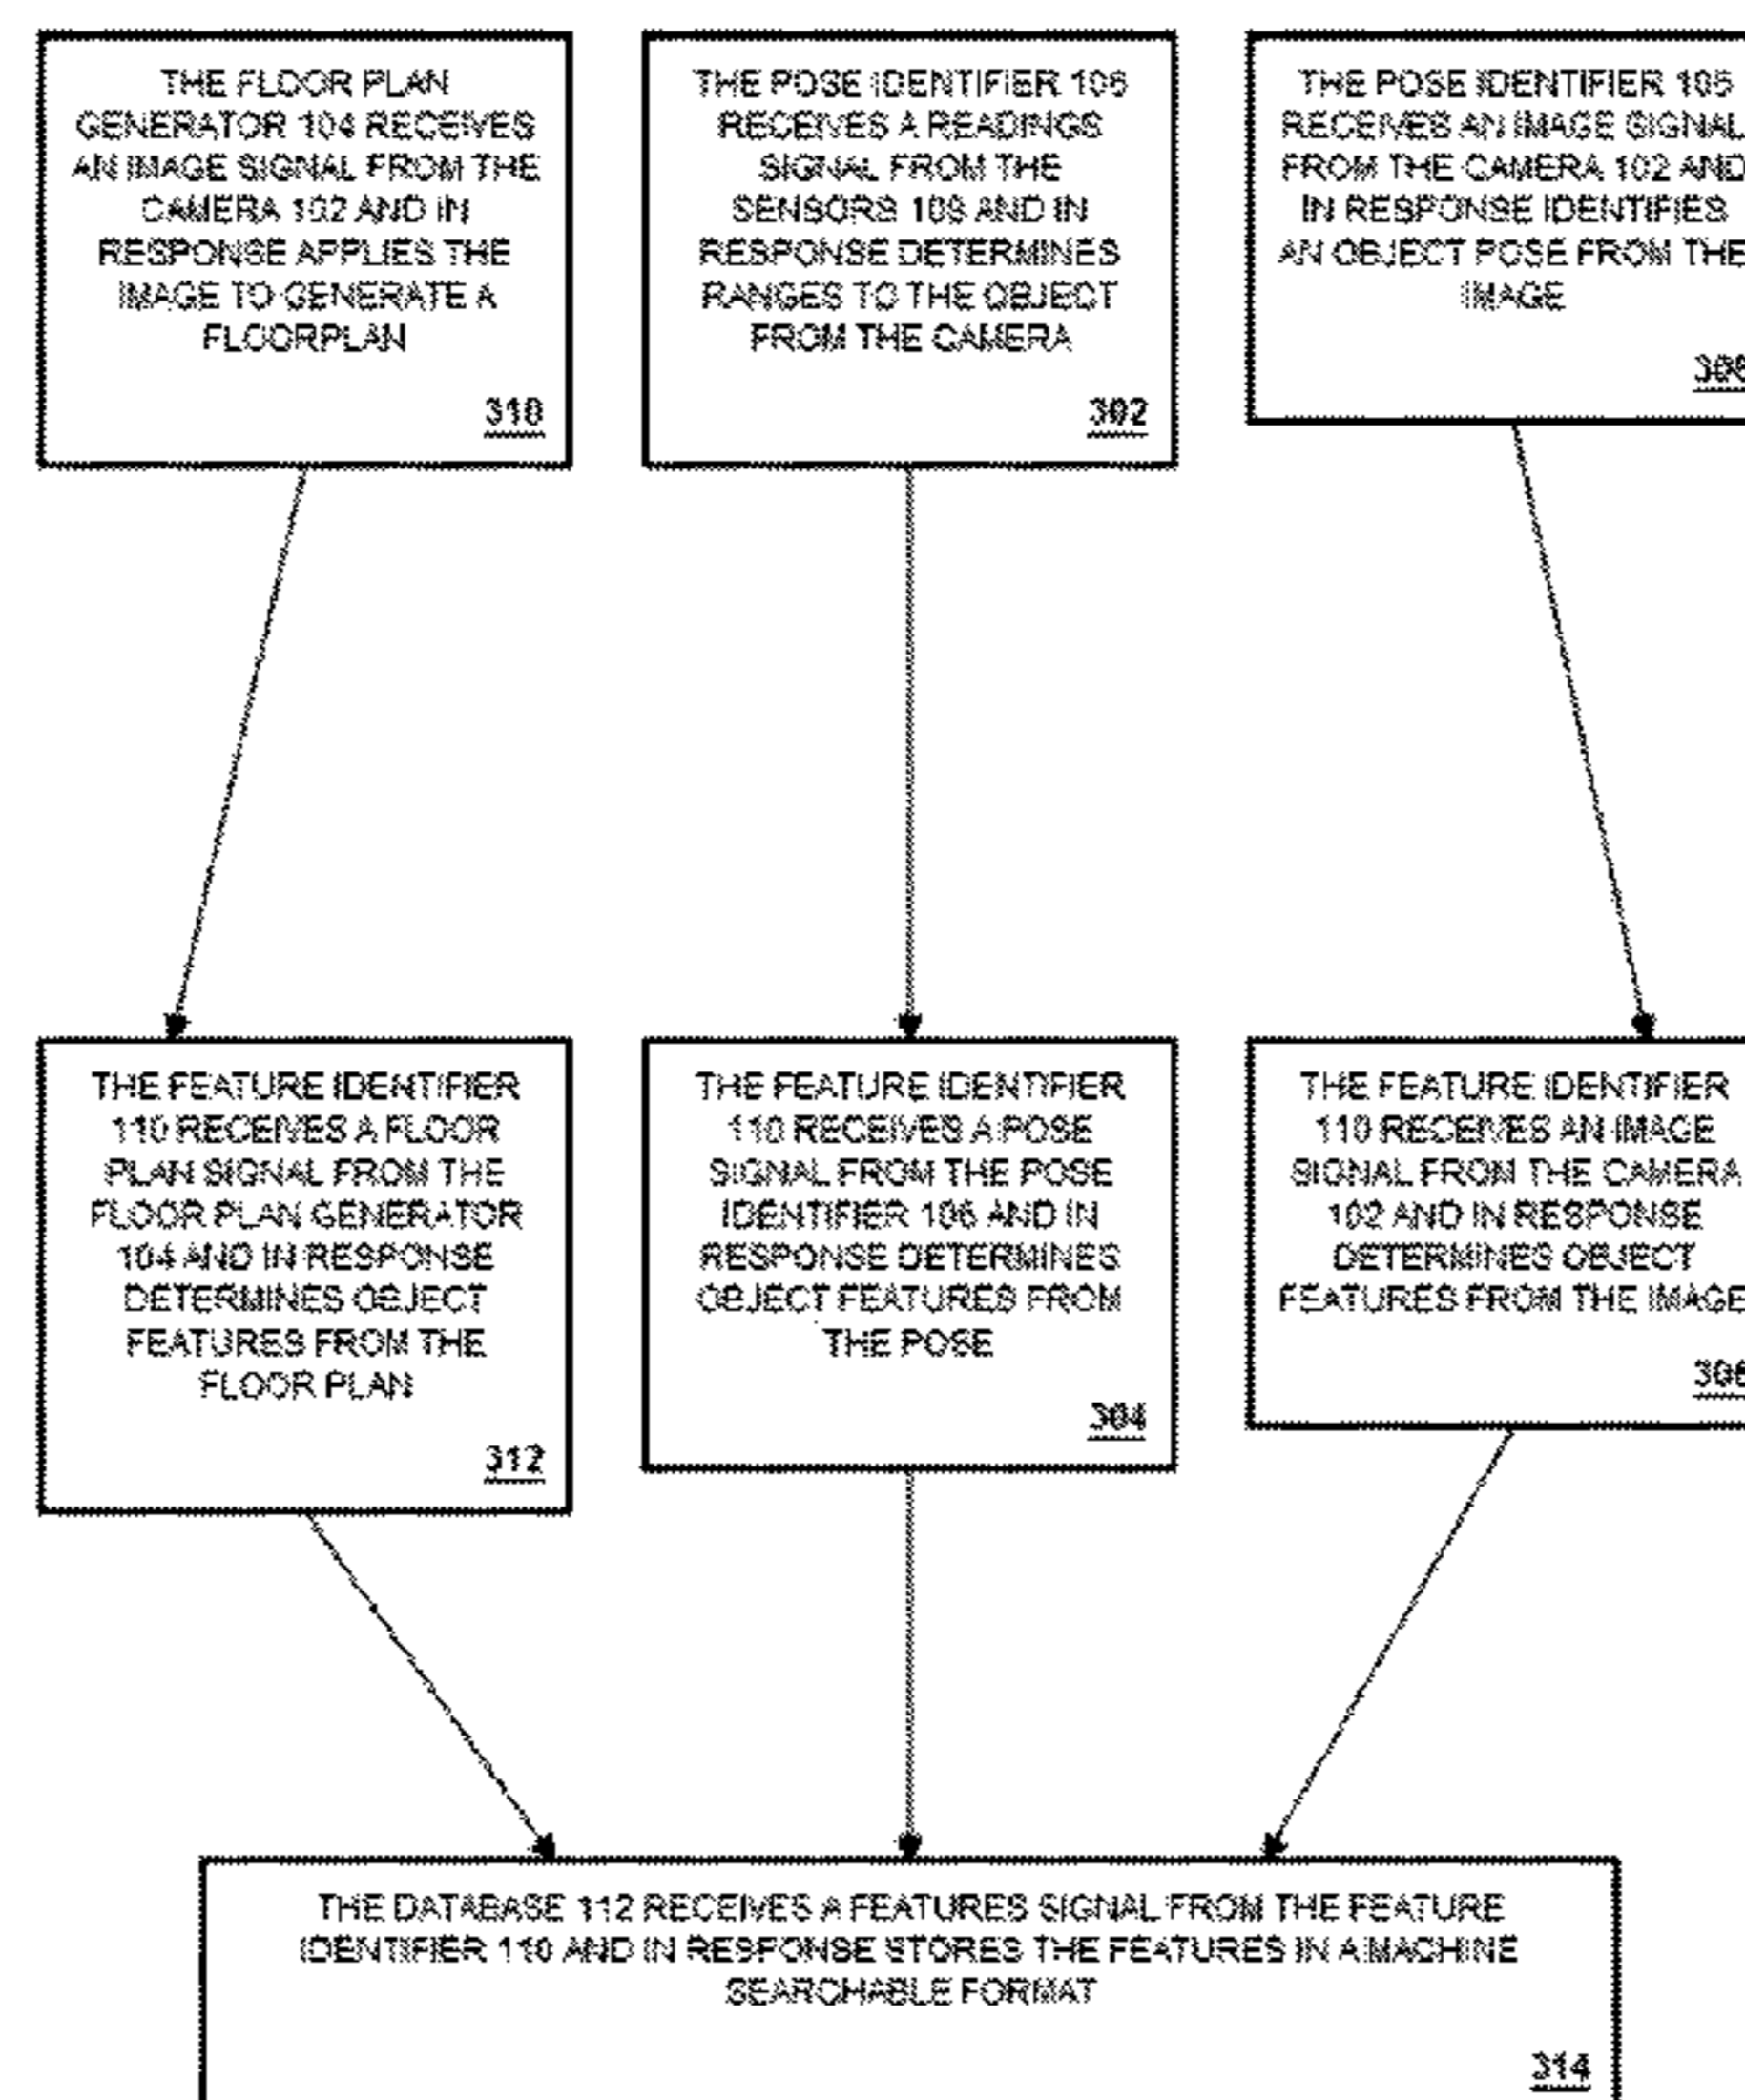 THE FLOOR PLAN
GENERATOR 104 RECEIVES
AN IMAGE SIGNAL FROM THE
CAMERA 102 AND IN
RESPONSE APPLIES THE
IMAGE TO GENERATE A
FLOORPLAN
310
THE POSE IDENTIFIER 106
RECEIVES A READINGS
SIGNAL FROM THE
SENSORS 108 AND IN
RESPONSE DETERMINES
RANGES TO THE OBJECT
FROM THE CAMERA
302
THE POSE IDENTIFIER 106
RECEIVES AN IMAGE SIGNAL
FROM THE CAMERA 102 AND
IN RESPONSE IDENTIFIES
AN OBJECT POSE FROM THE
IMAGE
THE FEATURE IDENTIFIER
110 RECEIVES A FLOOR
PLAN SIGNAL FROM THE
FLOOR PLAN GENERATOR
104 AND IN RESPONSE
DETERMINES OBJECT
FEATURES FROM THE
FLOOR PLAN
312
THE FEATURE IDENTIFIER
110 RECEIVES A POSE
SIGNAL FROM THE POSE
IDENTIFIER 106 AND IN
RESPONSE DETERMINES
OBJECT FEATURES FROM
THE POSE
304
THE FEATURE IDENTIFIER
110 RECEIVES AN IMAGE
SIGNAL FROM THE CAMERA
102 AND IN RESPONSE
DETERMINES OBJECT
FEATURES FROM THE IMAGE
THE DATABASE 112 RECEIVES A FEATURES SIGNAL FROM THE FEATURE
IDENTIFIER 110 AND IN RESPONSE STORES THE FEATURES IN A MACHINE
SEARCHABLE FORMAT
314